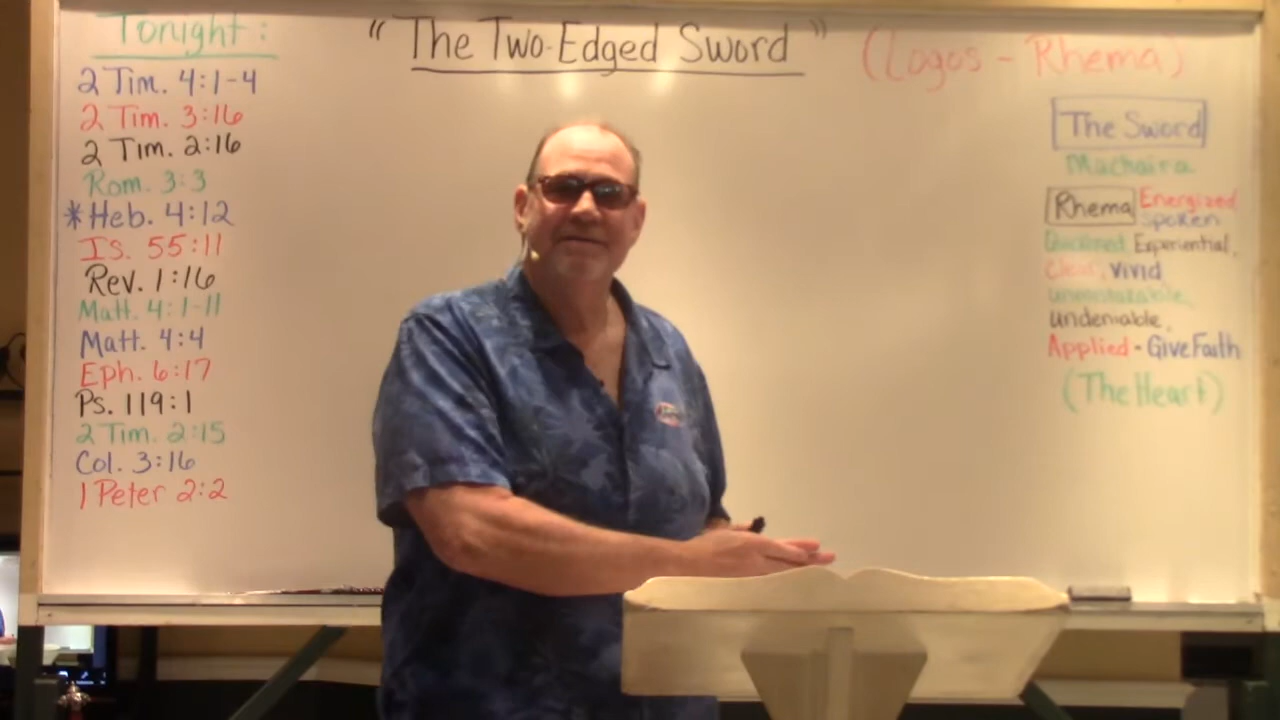 Tonight:
2 Tim. 4:1-4
2 Tim. 3:16
2 Tim. 2:16
Rom. 3:3
*Heb. 4:12
Is. 55:11
Rev. 1:16
Matt. 4:1-11
Matt. 4:4
Eph. 6:17
Ps. 119:1
2 Tim. 2:15
Col. 3:16
1 Peter 2:2
"The Two-Edged Sword"
(Logos - Rhema)
The Sword
Machaira
Rhema Energized
spoken
Quickened, Experiential,
Clear, Vivid
unmistakable,
undeniable,
Applied - Give Faith
(The Heart)